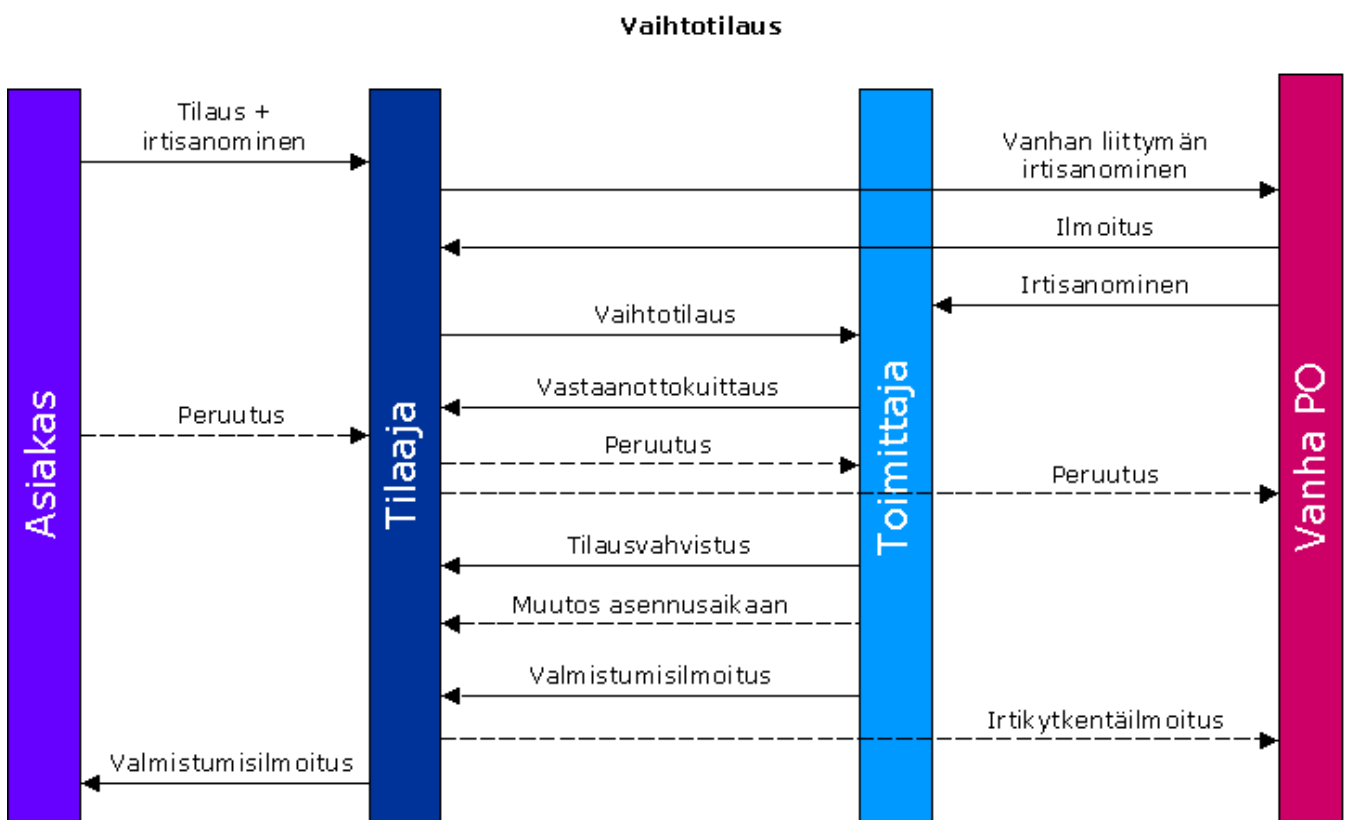 Vaihtotilaus
Tilaus +
irtisanominen
Vanhan liittymän
irtisanominen
Ilmoitus
Irtisanominen
Vaihtotilaus
Vastaanottokuittaus
Peruutus
Peruutus
Peruutus
Tilausvahvistus
Muutos asennusaikaan
Valmistumisilmoitus
Irtikytkentäilmoitus
Valmistumisilmoitus
Asiakas
Tilaaja
Toimittaja
Vanha PO